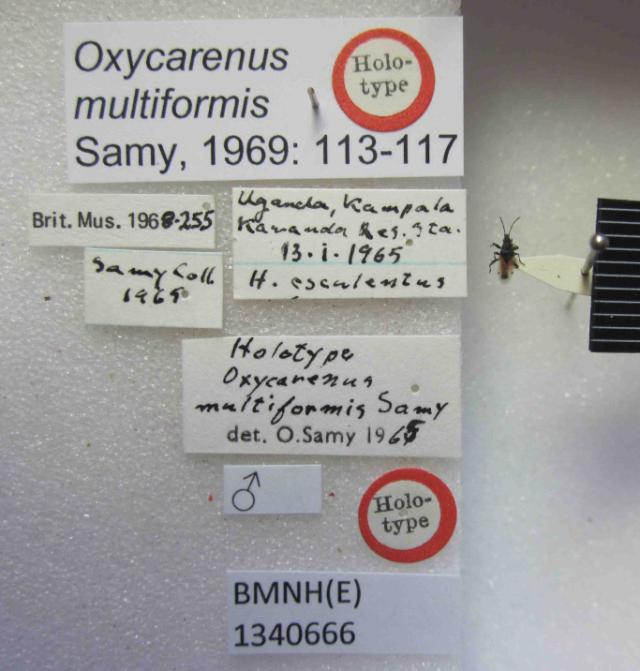 Oxycarenus
multiformis
Samy, 1969: 113-117
Holo-
type
Brit. Mus. 1968-255
Uganda, Kampala
Kawanda Res. Sta.
13.i.1965
H. esculentus
Samy Coll
1965
Holotype
Oxycarenus
multiformis Samy
det. O.Samy 1965
♂
Holo-
type
BMNH(E)
1340666